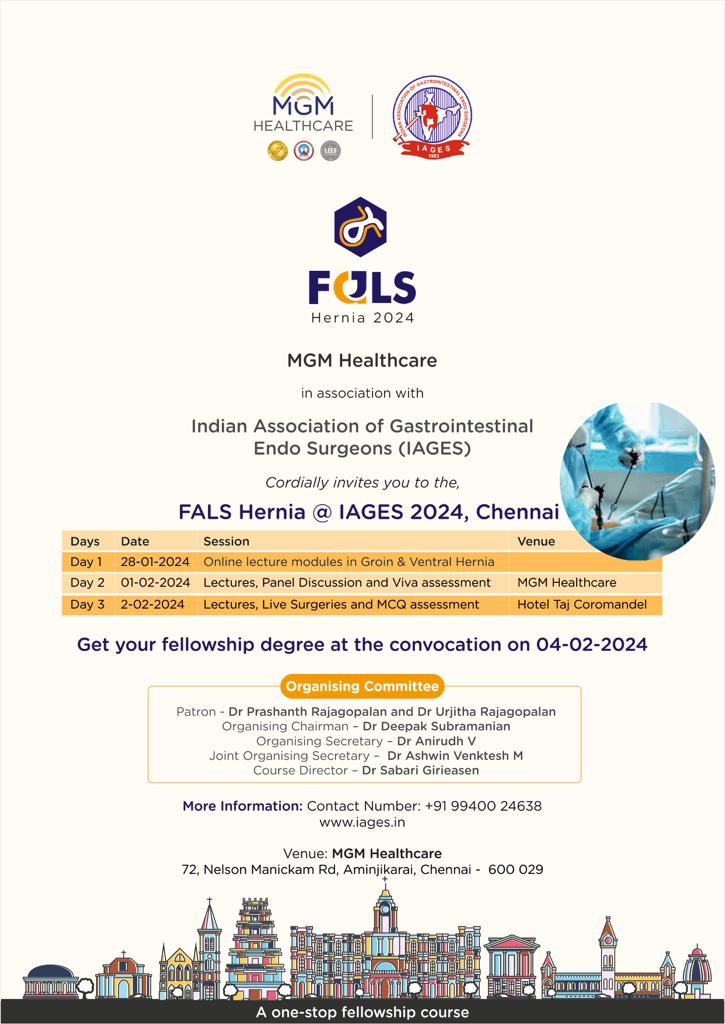 MGM
HEALTHCARE
INDIAN ASSOCIATION OF GASTROINTESTINAL ENDO SURGEONS
IAGES
1993
LEED
FALS
Hernia 2024
MGM Healthcare
in association with
Indian Association of Gastrointestinal
Endo Surgeons (IAGES)
Cordially invites you to the,
FALS Hernia @ IAGES 2024, Chennai
Days Date Session Venue
Day 1 28-01-2024 Online lecture modules in Groin & Ventral Hernia
Day 2 01-02-2024 Lectures, Panel Discussion and Viva assessment MGM Healthcare
Day 3 2-02-2024 Lectures, Live Surgeries and MCQ assessment Hotel Taj Coromandel
Get your fellowship degree at the convocation on 04-02-2024
Organising Committee
Patron - Dr Prashanth Rajagopalan and Dr Urjitha Rajagopalan
Organising Chairman – Dr Deepak Subramanian
Organising Secretary – Dr Anirudh V
Joint Organising Secretary – Dr Ashwin Venktesh M
Course Director – Dr Sabari Girieasen
More Information: Contact Number: +91 99400 24638
www.iages.in
Venue: MGM Healthcare
72, Nelson Manickam Rd, Aminjikarai, Chennai - 600 029
A one-stop fellowship course